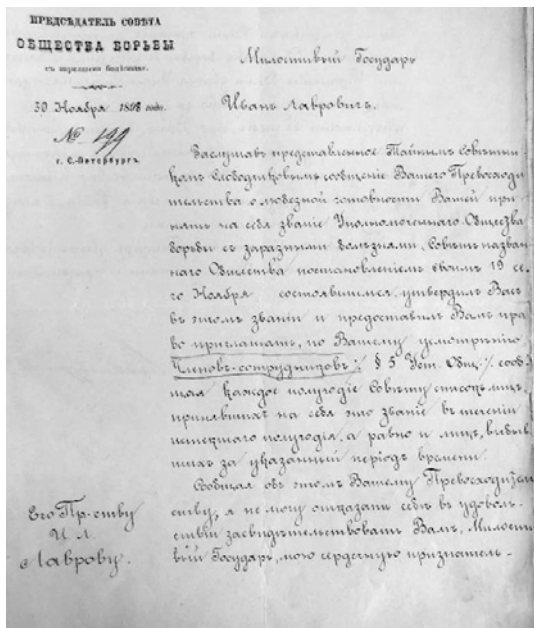 ПРЕДСѢДАТЕЛЬ СОВѢТА
ОБЩЕСТВА БОРЬБЫ
съ заразными болѣзнями.
30 Ноября 1898 года.
№ 199
г. С.-Петербургъ.
Милостивый Государь
Иванъ Лавровичъ.
Заслушавъ представленное Тайнымъ Совѣтни
комъ Слободниковымъ сообщеніе Вашего Превосходи
тельства о любезной готовности Вашей при
нять на себя званіе Уполномоченнаго Общества
борьбы съ заразными болѣзнями, Совѣтъ назван
наго Общества постановленіемъ своимъ 19 се
го Ноября состоявшимся, утвердилъ Васъ
въ этомъ званіи и предоставилъ Вамъ пра
во приглашать, по Вашему усмотрѣнію
Членовъ-сотрудниковъ ⁒ § 5 Уст. Общ. ⁒ сооб
щая каждое полугодіе Совѣту списокъ лицъ,
принявшихъ на себя это званіе въ теченіи
истекшаго полугодія, а равно и лицъ, выбыв
шихъ за указанный періодъ времени.
Сообщая объ этомъ Вашему Превосходитель
ству, я не могу отказать себѣ въ удоволь-
ствіи засвидѣтельствовать Вамъ, Милости
вый Государь, мою сердечную признатель-
Его Пр-ству
И. Л.
Лаврову.